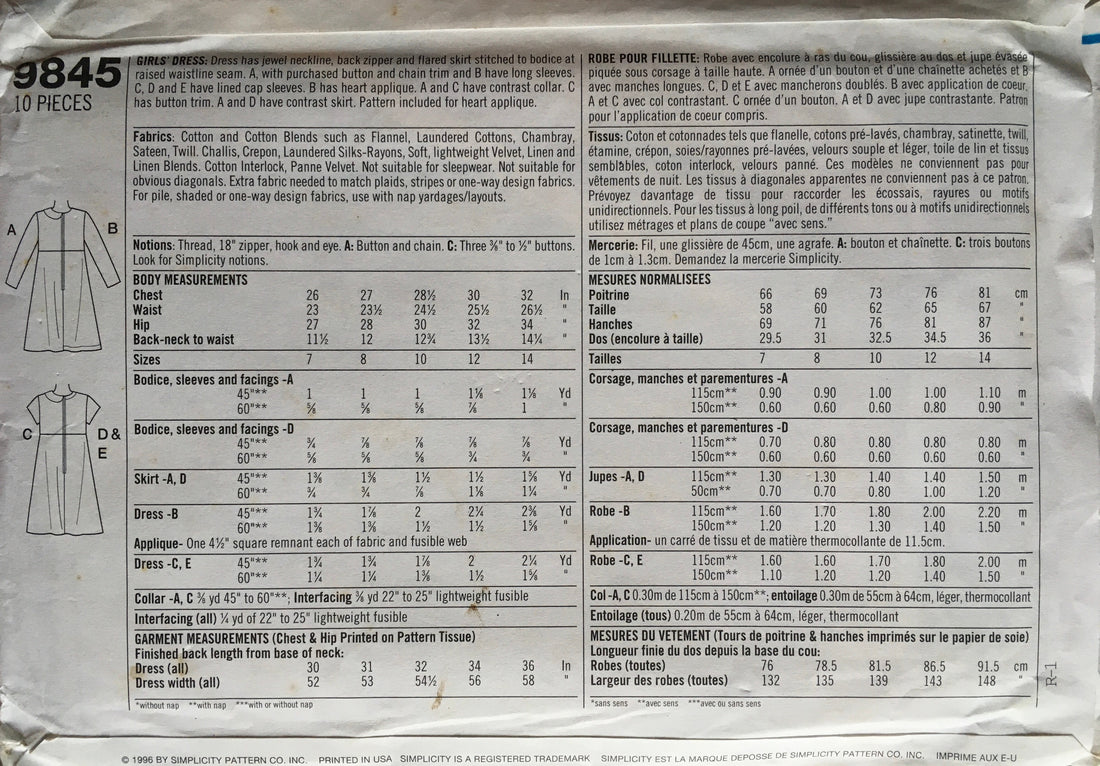 9845
10 PIECES
A
B
C
D &
E
GIRLS' DRESS: Dress has jewel neckline, back zipper and flared skirt stitched to bodice at
raised waistline seam. A, with purchased button and chain trim and B have long sleeves.
C, D and E have lined cap sleeves. B has heart applique. A and C have contrast collar. C
has button trim. A and D have contrast skirt. Pattern included for heart applique.
Fabrics: Cotton and Cotton Blends such as Flannel, Laundered Cottons, Chambray,
Sateen, Twill. Challis, Crepon, Laundered Silks-Rayons, Soft, lightweight Velvet, Linen and
Linen Blends. Cotton Interlock, Panne Velvet. Not suitable for sleepwear. Not suitable for
obvious diagonals. Extra fabric needed to match plaids, stripes or one-way design fabrics.
For pile, shaded or one-way design fabrics, use with nap yardages/layouts.
Notions: Thread, 18" zipper, hook and eye. A: Button and chain. C: Three ⅜" to ½" buttons.
Look for Simplicity notions.
BODY MEASUREMENTS
Chest 26 27 28½ 30 32 In
Waist 23 23½ 24½ 25½ 26½ "
Hip 27 28 30 32 34 "
Back-neck to waist 11½ 12 12¾ 13½ 14¼ "
Sizes 7 8 10 12 14
Bodice, sleeves and facings -A
45"** 1 1 1 1⅛ 1⅛ Yd
60"** ⅝ ⅝ ⅝ ⅞ 1 "
Bodice, sleeves and facings -D
45"** ¾ ⅞ ⅞ ⅞ ⅞ Yd
60"** ⅝ ⅝ ⅝ ¾ ¾ "
Skirt -A, D 45"** 1⅜ 1⅜ 1½ 1½ 1⅝ Yd
60"** ¾ ¾ ⅞ 1⅛ 1¼ "
Dress -B 45"** 1¾ 1⅞ 2 2¼ 2⅜ Yd
60"** 1⅜ 1⅜ 1½ 1½ 1⅝ "
Applique- One 4½" square remnant each of fabric and fusible web
Dress -C, E 45"** 1¾ 1¾ 1⅞ 2 2¼ Yd
60"** 1¼ 1¼ 1⅜ 1½ 1⅝ "
Collar -A, C ⅜ yd 45" to 60"**; Interfacing ⅜ yd 22" to 25" lightweight fusible
Interfacing (all) ¼ yd of 22" to 25" lightweight fusible
GARMENT MEASUREMENTS (Chest & Hip Printed on Pattern Tissue)
Finished back length from base of neck:
Dress (all) 30 31 32 34 36 In
Dress width (all) 52 53 54½ 56 58 "
*without nap **with nap ***with or without nap
ROBE POUR FILLETTE: Robe avec encolure à ras du cou, glissière au dos et jupe évasée
piquée sous corsage à taille haute. A ornée d'un bouton et d'une chaînette achetés et B
avec manches longues. C, D et E avec mancherons doublés. B avec application de coeur.
A et C avec col contrastant. C ornée d'un bouton. A et D avec jupe contrastante. Patron
pour l'application de coeur compris.
Tissus: Coton et cotonnades tels que flanelle, cotons pré-lavés, chambray, satinette, twill,
étamine, crépon, soies/rayonnes pré-lavées, velours souple et léger, toile de lin et tissus
semblables, coton interlock, velours panné. Ces modèles ne conviennent pas pour
vêtements de nuit. Les tissus à diagonales apparentes ne conviennent pas à ce patron.
Prévoyez davantage de tissu pour raccorder les écossais, rayures ou motifs
unidirectionnels. Pour les tissus à long poil, de différents tons ou à motifs unidirectionnels
utilisez métrages et plans de coupe "avec sens."
Mercerie: Fil, une glissière de 45cm, une agrafe. A: bouton et chaînette. C: trois boutons
de 1cm à 1.3cm. Demandez la mercerie Simplicity.
MESURES NORMALISEES
Poitrine 66 69 73 76 81 cm
Taille 58 60 62 65 67 "
Hanches 69 71 76 81 87 "
Dos (encolure à taille) 29.5 31 32.5 34.5 36 "
Tailles 7 8 10 12 14
Corsage, manches et parementures -A
115cm** 0.90 0.90 1.00 1.00 1.10 m
150cm** 0.60 0.60 0.60 0.80 0.90 "
Corsage, manches et parementures -D
115cm** 0.70 0.80 0.80 0.80 0.80 m
150cm** 0.60 0.60 0.60 0.60 0.60 "
Jupes -A, D 115cm** 1.30 1.30 1.40 1.40 1.50 m
50cm** 0.70 0.70 0.80 1.00 1.20 "
Robe -B 115cm** 1.60 1.70 1.80 2.00 2.20 m
150cm** 1.20 1.20 1.30 1.40 1.50 "
Application- un carré de tissu et de matière thermocollante de 11.5cm.
Robe -C, E 115cm** 1.60 1.60 1.70 1.80 2.00 m
150cm** 1.10 1.20 1.20 1.40 1.50 "
Col -A, C 0.30m de 115cm à 150cm**; entoilage 0.30m de 55cm à 64cm, léger, thermocollant
Entoilage (tous) 0.20m de 55cm à 64cm, léger, thermocollant
MESURES DU VETEMENT (Tours de poitrine & hanches imprimés sur le papier de soie)
Longueur finie du dos depuis la base du cou:
Robes (toutes) 76 78.5 81.5 86.5 91.5 cm
Largeur des robes (toutes) 132 135 139 143 148 "
*sans sens **avec sens ***avec ou sans sens
R-1
© 1996 BY SIMPLICITY PATTERN CO. INC. PRINTED IN USA SIMPLICITY IS A REGISTERED TRADEMARK SIMPLICITY EST LA MARQUE DEPOSSE DE SIMPLICITY PATTERN CO. INC. IMPRIME AUX E-U